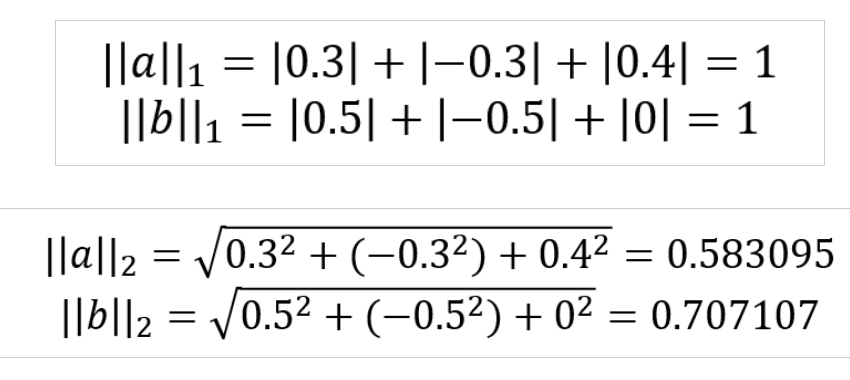 ||a||₁ = |0.3| + |−0.3| + |0.4| = 1
||b||₁ = |0.5| + |−0.5| + |0| = 1
||a||₂ = √0.3² + (−0.3²) + 0.4² = 0.583095
||b||₂ = √0.5² + (−0.5²) + 0² = 0.707107